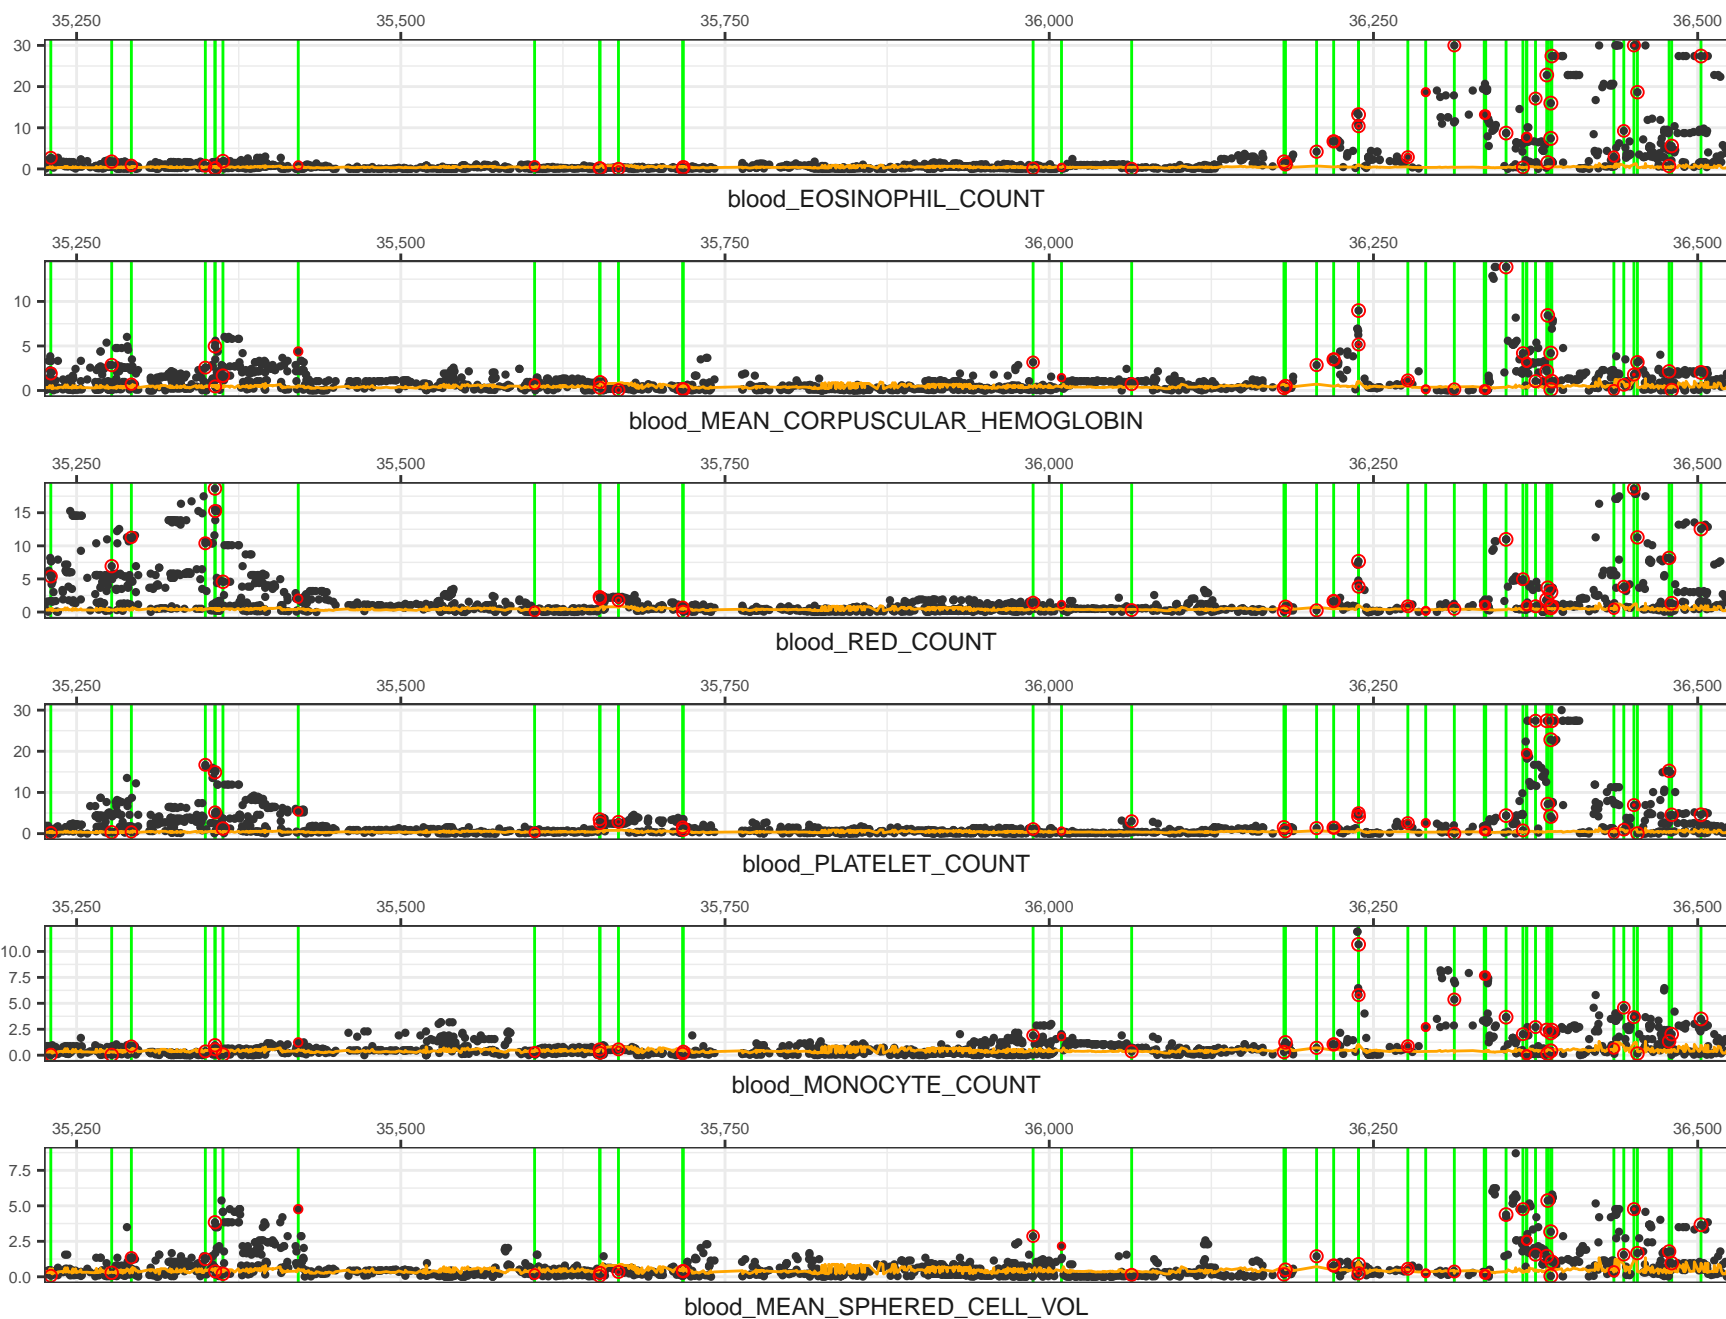 35,250 35,500 35,750 36,000 36,250 36,500
30
20
10
0
blood_EOSINOPHIL_COUNT
35,250 35,500 35,750 36,000 36,250 36,500
10
5
0
blood_MEAN_CORPUSCULAR_HEMOGLOBIN
35,250 35,500 35,750 36,000 36,250 36,500
15
10
5
0
blood_RED_COUNT
35,250 35,500 35,750 36,000 36,250 36,500
30
20
10
0
blood_PLATELET_COUNT
35,250 35,500 35,750 36,000 36,250 36,500
10.0
7.5
5.0
2.5
0.0
blood_MONOCYTE_COUNT
35,250 35,500 35,750 36,000 36,250 36,500
7.5
5.0
2.5
0.0
blood_MEAN_SPHERED_CELL_VOL